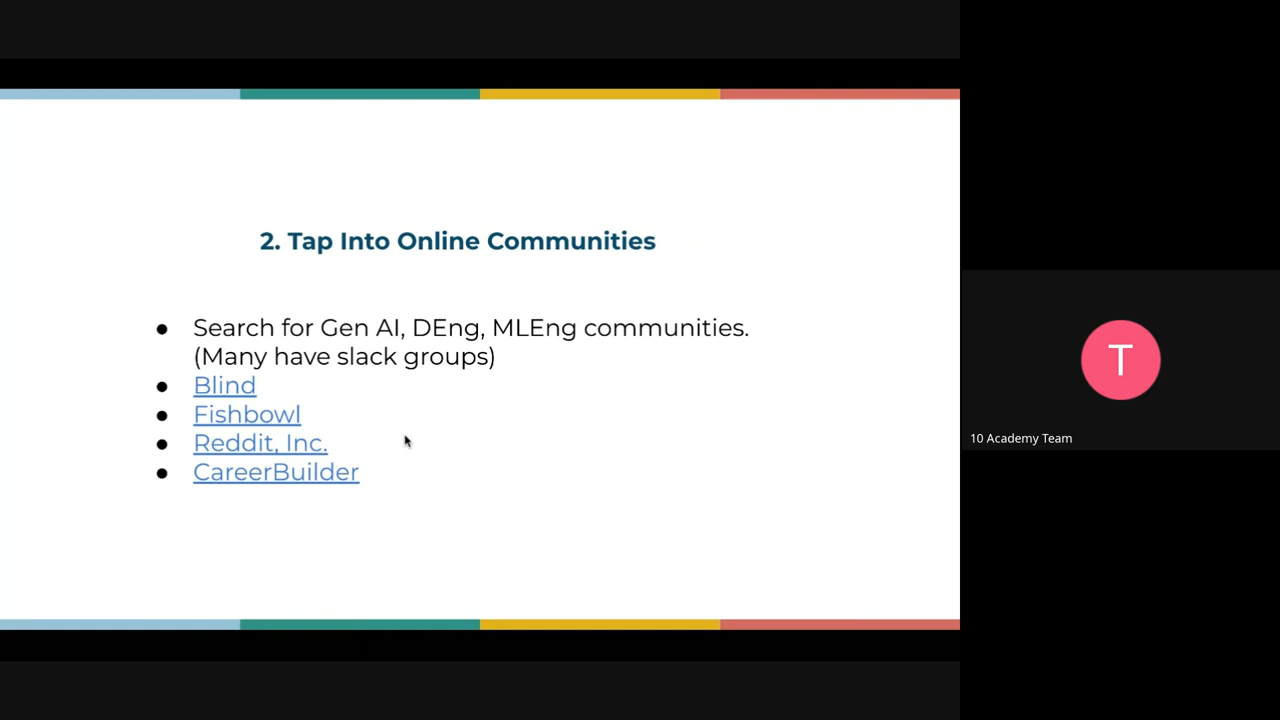 2. Tap Into Online Communities
● Search for Gen AI, DEng, MLEng communities.
(Many have slack groups)
● Blind
● Fishbowl
● Reddit, Inc.
● CareerBuilder
T
10 Academy Team